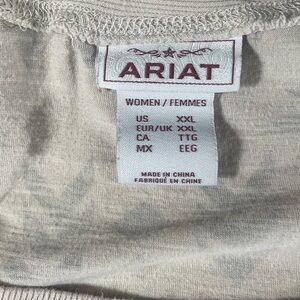 ARIAT
WOMEN / FEMMES
US XXL
EUR/UK XXL
CA TTG
MX EEG
MADE IN CHINA
FABRIQUÉ EN CHINE